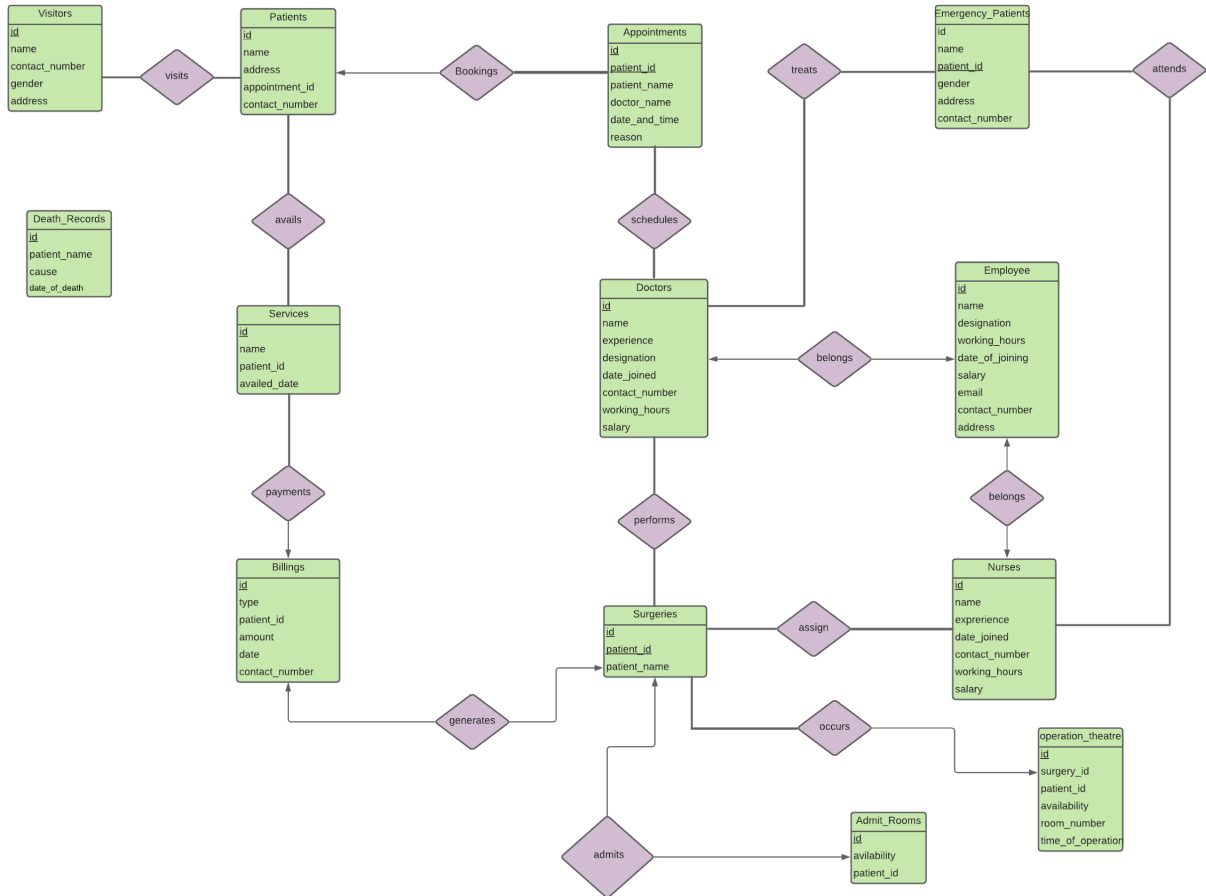 Visitors
id
name
contact_number
gender
address
visits
Patients
id
name
address
appointment_id
contact_number
Bookings
Appointments
id
patient_id
patient_name
doctor_name
date_and_time
reason
treats
Emergency_Patients
id
name
patient_id
gender
address
contact_number
attends
Death_Records
id
patient_name
cause
date_of_death
avails
schedules
Services
id
name
patient_id
availed_date
Doctors
id
name
experience
designation
date_joined
contact_number
working_hours
salary
belongs
Employee
id
name
designation
working_hours
date_of_joining
salary
email
contact_number
address
payments
performs
belongs
Billings
id
type
patient_id
amount
date
contact_number
Surgeries
id
patient_id
patient_name
assign
Nurses
id
name
exprerience
date_joined
contact_number
working_hours
salary
generates
occurs
operation_theatre
id
surgery_id
patient_id
availability
room_number
time_of_operation
admits
Admit_Rooms
id
avilability
patient_id